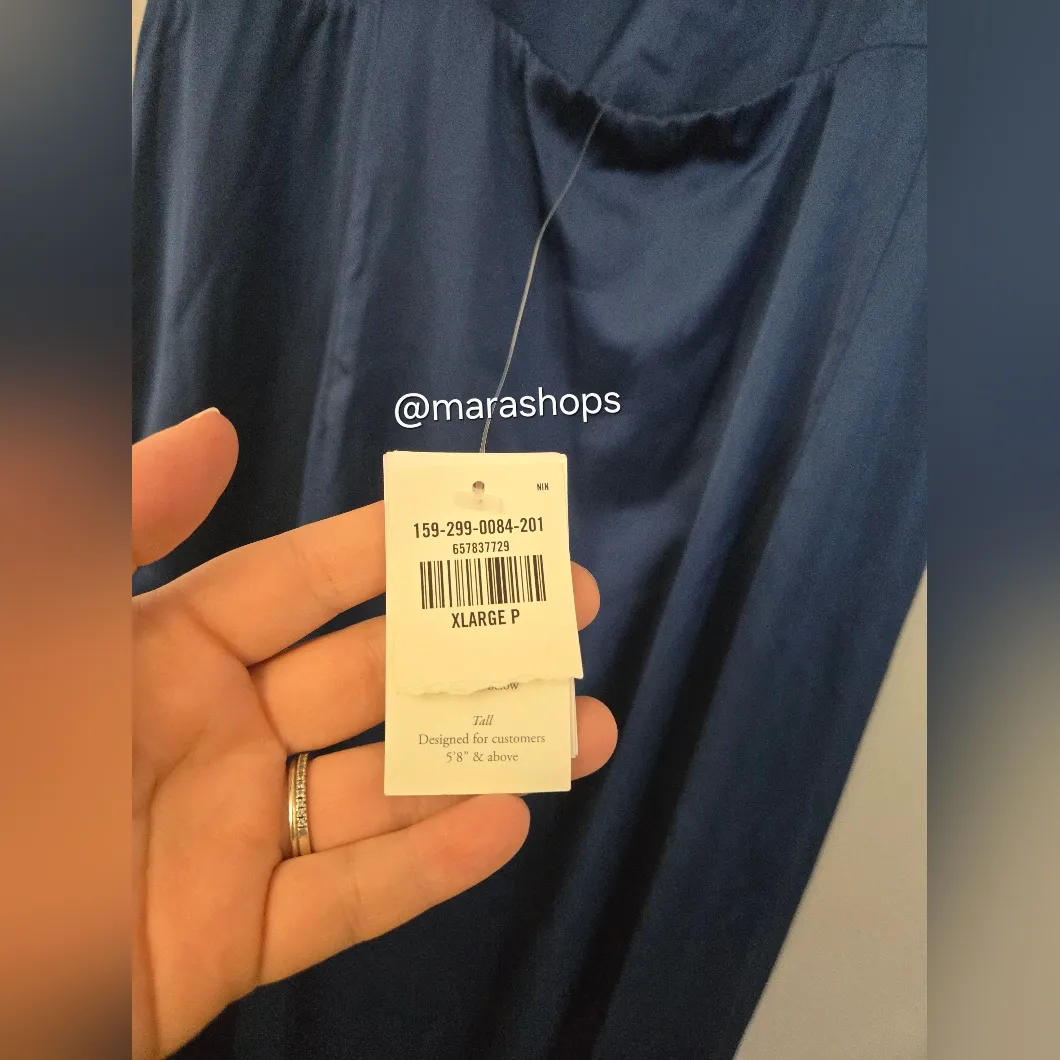 @marashops
NIN
159-299-0084-201
657837729
XLARGE P
Tall
Designed for customers
5'8" & above